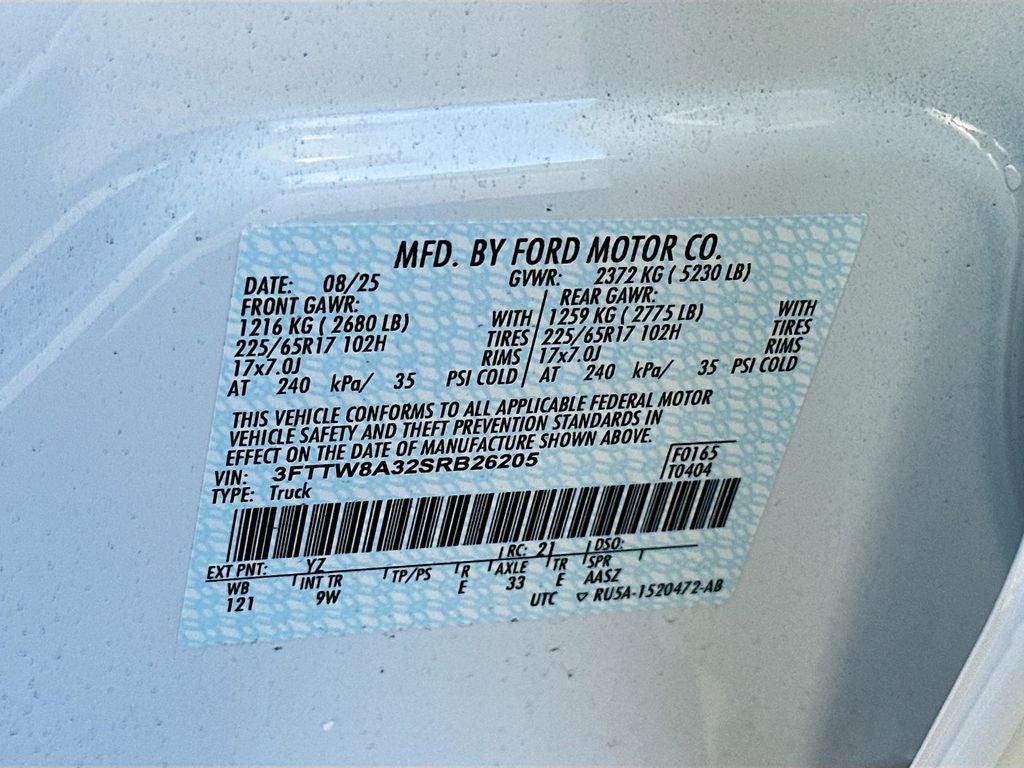 MFD. BY FORD MOTOR CO.
DATE: 08/25 GVWR: 2372 KG ( 5230 LB)
FRONT GAWR: REAR GAWR:
1216 KG ( 2680 LB) WITH 1259 KG ( 2775 LB) WITH
225/65R17 102H TIRES 225/65R17 102H TIRES
17x7.0J RIMS 17x7.0J RIMS
AT 240 kPa/ 35 PSI COLD AT 240 kPa/ 35 PSI COLD
THIS VEHICLE CONFORMS TO ALL APPLICABLE FEDERAL MOTOR
VEHICLE SAFETY AND THEFT PREVENTION STANDARDS IN
EFFECT ON THE DATE OF MANUFACTURE SHOWN ABOVE.
VIN: 3FTTW8A32SRB26205 F0165
TYPE: Truck T0404
EXT PNT: YZ RC: 21 DSO:
WB INT TR TP/PS R AXLE TR SPR
121 9W E 33 E AASZ
UTC ▽ RU5A-1520472-AB